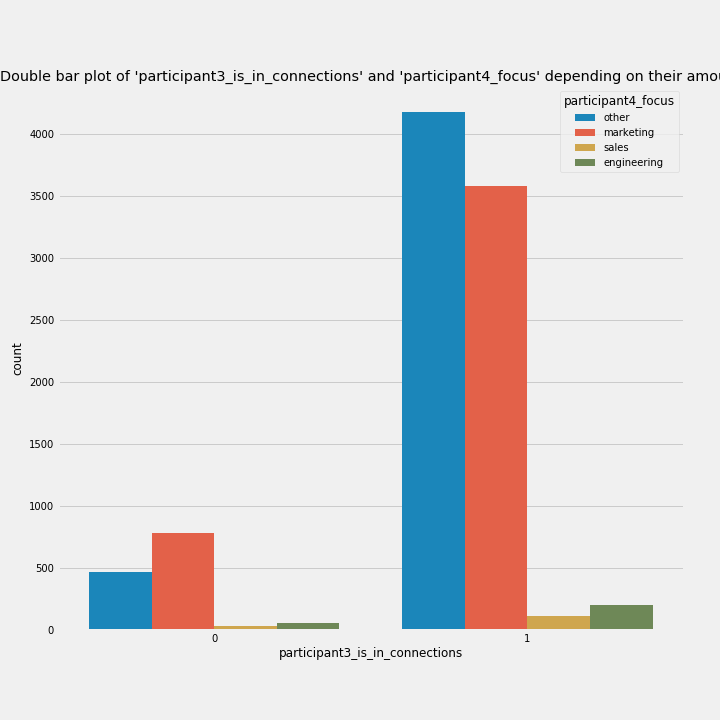 Double bar plot of 'participant3_is_in_connections' and 'participant4_focus' depending on their
participant4_focus
other
marketing
sales
engineering
4000
3500
3000
2500
2000
1500
1000
500
0
count
0
1
participant3_is_in_connections